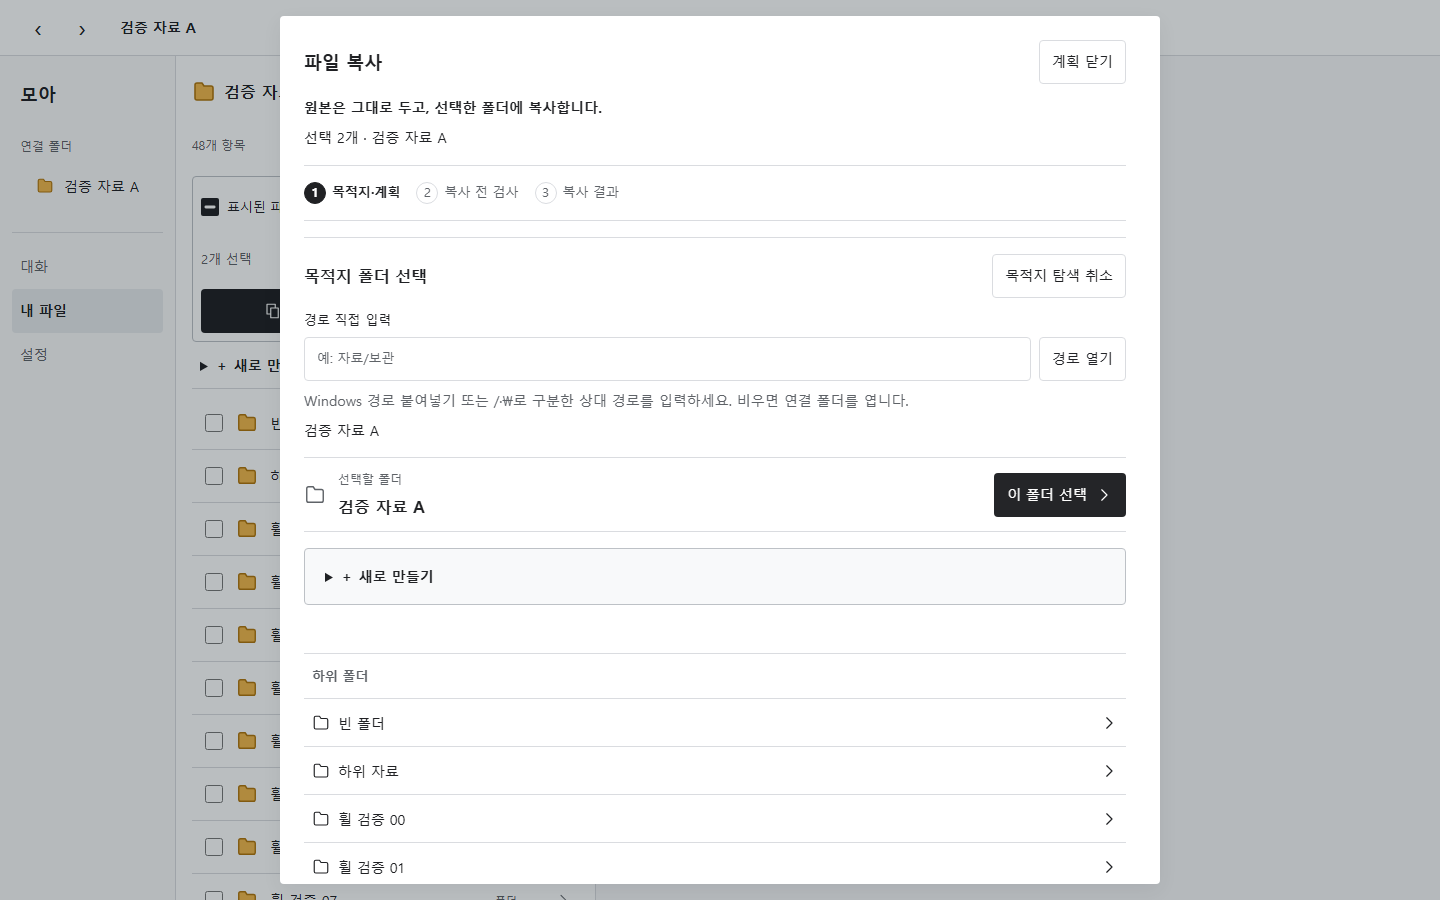 검증 자료 A
모아
연결 폴더
검증 자료 A
대화
내 파일
설정
검증
48개 항목
표시된
2개 선택
+ 새로
파일 복사
계획 닫기
원본은 그대로 두고, 선택한 폴더에 복사합니다.
선택 2개 · 검증 자료 A
1 목적지·계획 2 복사 전 검사 3 복사 결과
목적지 폴더 선택
목적지 탐색 취소
경로 직접 입력
예: 자료/보관
경로 열기
Windows 경로 붙여넣기 또는 /·₩로 구분한 상대 경로를 입력하세요. 비우면 연결 폴더를 엽니다.
검증 자료 A
선택할 폴더
검증 자료 A
이 폴더 선택
+ 새로 만들기
하위 폴더
빈 폴더
하위 자료
휠 검증 00
휠 검증 01